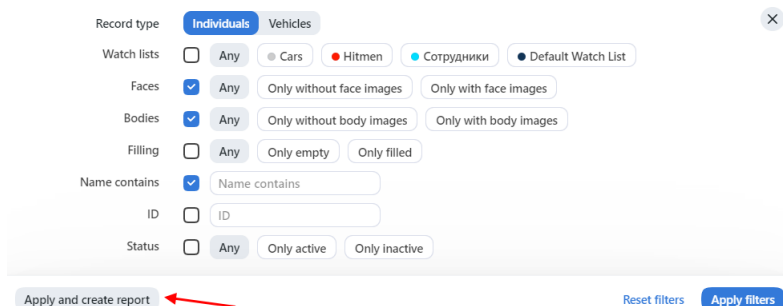 Record type Individuals Vehicles
Watch lists Any Cars Hitmen Сотрудники Default Watch List
Faces Any Only without face images Only with face images
Bodies Any Only without body images Only with body images
Filling Any Only empty Only filled
Name contains Name contains
ID ID
Status Any Only active Only inactive
Apply and create report Reset filters Apply filters